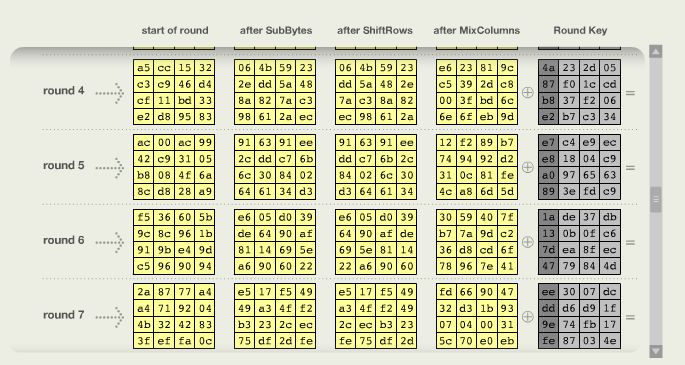 start of round after SubBytes after ShiftRows after MixColumns Round Key
a5 cc 15 32 06 4b 59 23 06 4b 59 23 e6 23 81 9c 4a 23 2d 05
c3 c9 46 d4 2e dd 5a 48 dd 5a 48 2e c5 39 2d c8 87 f0 1c cd
round 4 ⊕ =
cf 11 bd 33 8a 82 7a c3 7a c3 8a 82 00 3f bd 6c b8 37 f2 06
e2 d8 95 83 98 61 2a ec ec 98 61 2a 6e 6f eb 9d e2 b7 c3 34
ac 00 ac 99 91 63 91 ee 91 63 91 ee 12 f2 89 b7 e7 c4 e9 ec
42 c9 31 05 2c dd c7 6b dd c7 6b 2c 74 94 92 d2 e8 18 04 c9
round 5 ⊕ =
b8 08 4f 6a 6c 30 84 02 84 02 6c 30 31 0c 81 fe a0 97 65 63
8c d8 28 a9 64 61 34 d3 d3 64 61 34 4c a8 6d 5d 89 3e fd c9
f5 36 60 5b e6 05 d0 39 e6 05 d0 39 30 59 40 7f 1a de 37 db
9c 8c 96 1b de 64 90 af 64 90 af de b7 7a 9d c2 13 0b 0f c6
round 6 ⊕ =
91 9b e4 9d 81 14 69 5e 69 5e 81 14 36 d8 cd 6f 7d ea 8f ec
c5 96 90 94 a6 90 60 22 22 a6 90 60 78 96 7e 41 47 79 84 4d
2a 87 77 a4 e5 17 f5 49 e5 17 f5 49 fd 66 90 47 ee 30 07 dc
a4 71 92 04 49 a3 4f f2 a3 4f f2 49 32 d3 1b 93 dd d6 d9 1f
round 7 ⊕ =
4b 32 42 83 b3 23 2c ec 2c ec b3 23 07 04 00 31 9e 74 fb 17
3f ef fa 0c 75 df 2d fe fe 75 df 2d 5c 70 e0 eb fe 87 03 4e